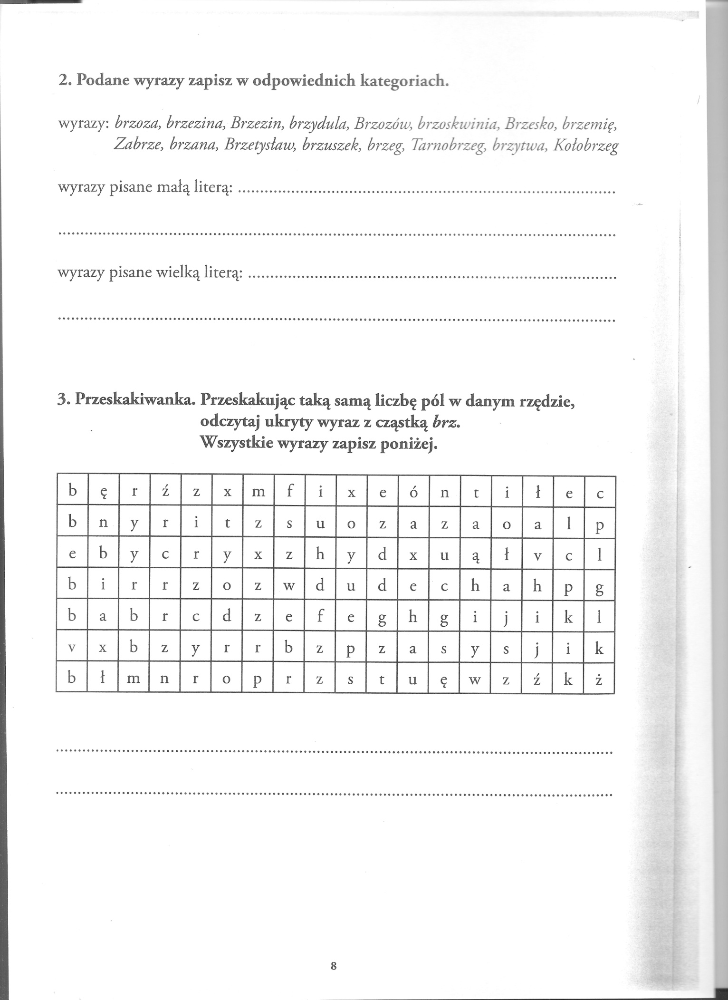 2. Podane wyrazy zapisz w odpowiednich kategoriach.
wyrazy: brzoza, brzezina, Brzezin, brzydula, Brzozów, brzoskwinia, Brzesko, brzemię,
Zabrze, brzana, Brzetysław, brzuszek, brzeg, Tarnobrzeg, brzytwa, Kołobrzeg
wyrazy pisane małą literą: ........................................................................
........................................................................
wyrazy pisane wielką literą: ........................................................................
........................................................................
3. Przeskakiwanka. Przeskakując taką samą liczbę pól w danym rzędzie,
odczytaj ukryty wyraz z cząstką brz.
Wszystkie wyrazy zapisz poniżej.
b ę r ź z x m f i x e ó n t i ł e c
b n y r i t z s u o z a z a o a l p
e b y c r y x z h y d x u ą ł v c l
b i r r z o z w d u d e c h a h p g
b a b r c d z e f e g h g i j i k l
v x b z y r r b z p z a s y s j i k
b ł m n r o p r z s t u ę w z ź k ż
........................................................................
........................................................................
8